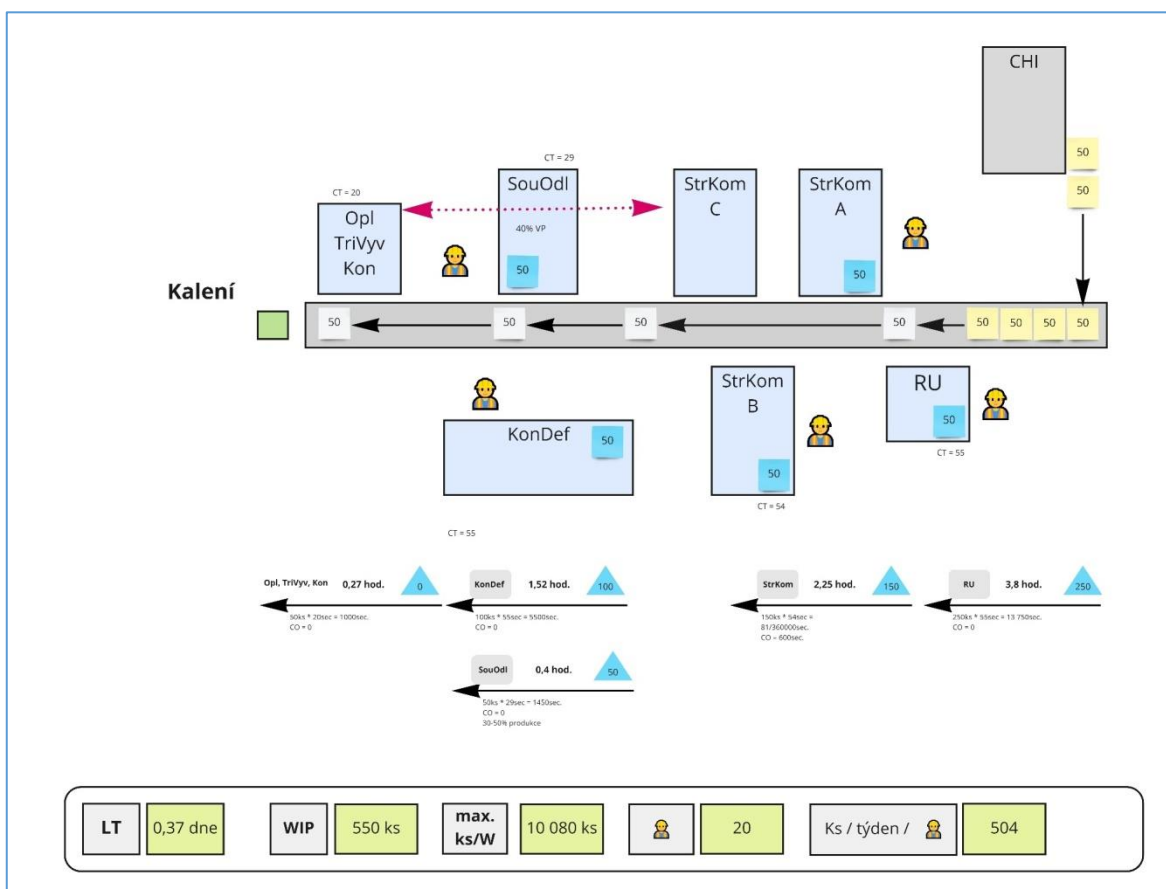 CHI
50
50
CT = 29
SouOdl
40% VP
50
StrKom
C
StrKom
A
50
CT = 20
Opl
TriVyv
Kon
Kalení
50
50
50
50
50
50
50
50
KonDef
50
CT = 55
StrKom
B
50
CT = 54
RU
50
CT = 55
Opl, TriVyv, Kon
0,27 hod.
0
50ks * 20sec = 1000sec.
CO = 0
KonDef
1,52 hod.
100
100ks * 55sec = 5500sec.
CO = 0
StrKom
2,25 hod.
150
150ks * 54sec =
81/360000sec.
CO = 600sec.
RU
3,8 hod.
250
250ks * 55sec = 13 750sec.
CO = 0
SouOdl
0,4 hod.
50
50ks * 29sec = 1450sec.
CO = 0
30-50% produkce
LT
0,37 dne
WIP
550 ks
max.
ks/W
10 080 ks
20
Ks / týden /
504